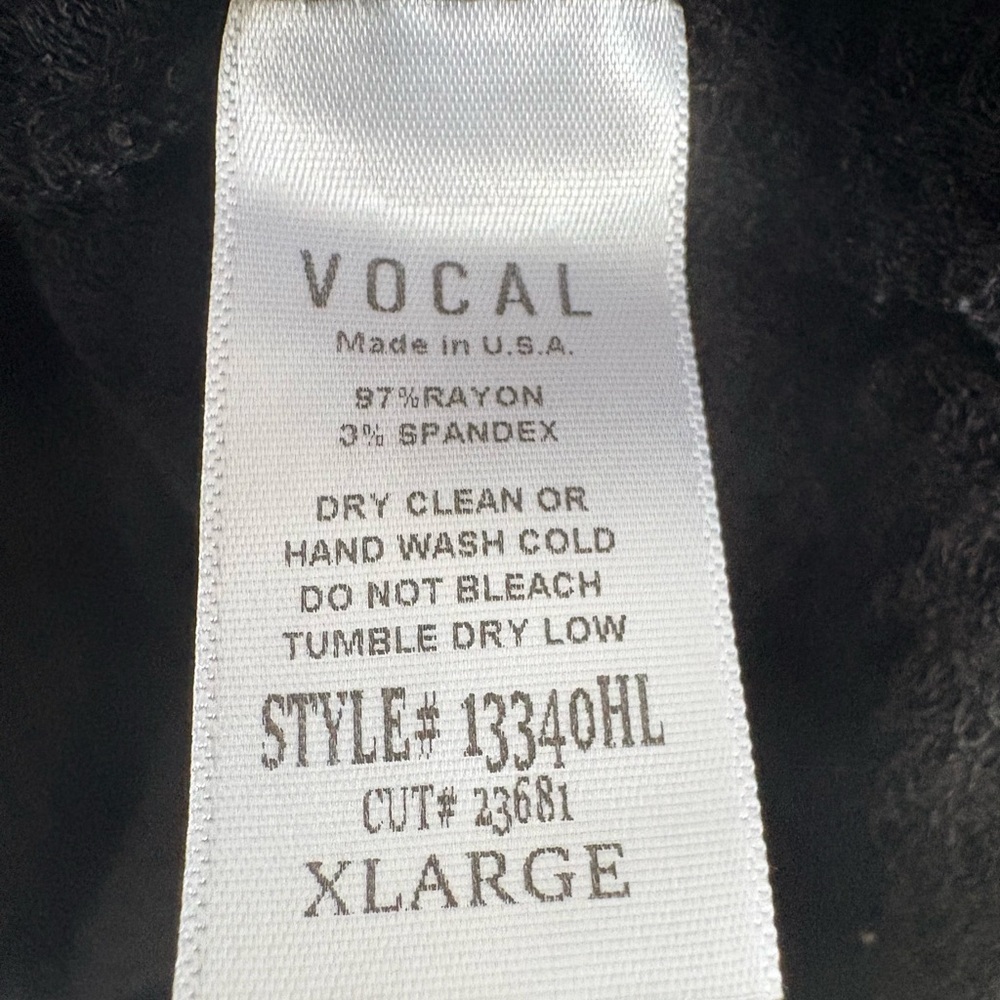 VOCAL
Made in U.S.A.
97%RAYON
3% SPANDEX
DRY CLEAN OR
HAND WASH COLD
DO NOT BLEACH
TUMBLE DRY LOW
STYLE# 13340HL
CUT# 23681
XLARGE